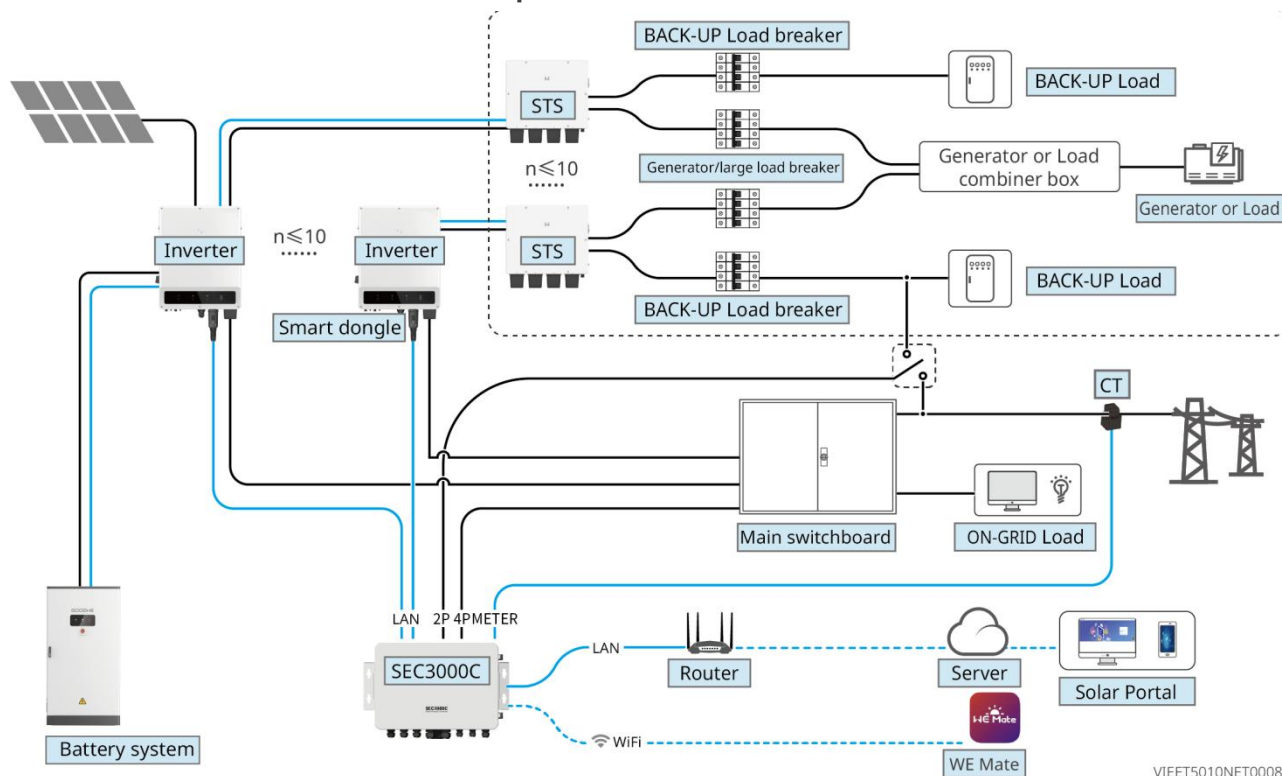 BACK-UP Load breaker
STS
BACK-UP Load
Generator/large load breaker
n≤10
Generator or Load
combiner box
Generator or Load
Inverter
n≤10
Inverter
STS
BACK-UP Load
BACK-UP Load breaker
Smart dongle
CT
Main switchboard
ON-GRID Load
LAN
2P
4P
METER
SEC3000C
LAN
Router
Server
Solar Portal
WiFi
WE Mate
WE Mate
Battery system
VIEET5010NET0008